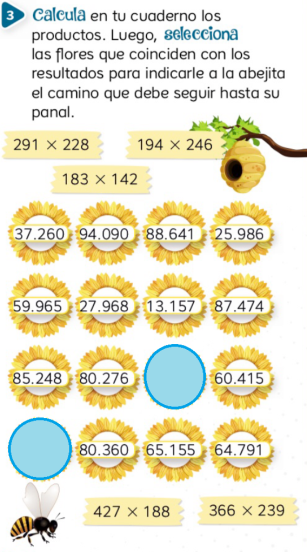 3 Calcula en tu cuaderno los
productos. Luego, selecciona
las flores que coinciden con los
resultados para indicarle a la abejita
el camino que debe seguir hasta su
panal.
291 × 228 194 × 246
183 × 142
37.260 94.090 88.641 25.986
59.965 27.968 13.157 87.474
85.248 80.276 60.415
80.360 65.155 64.791
427 × 188 366 × 239